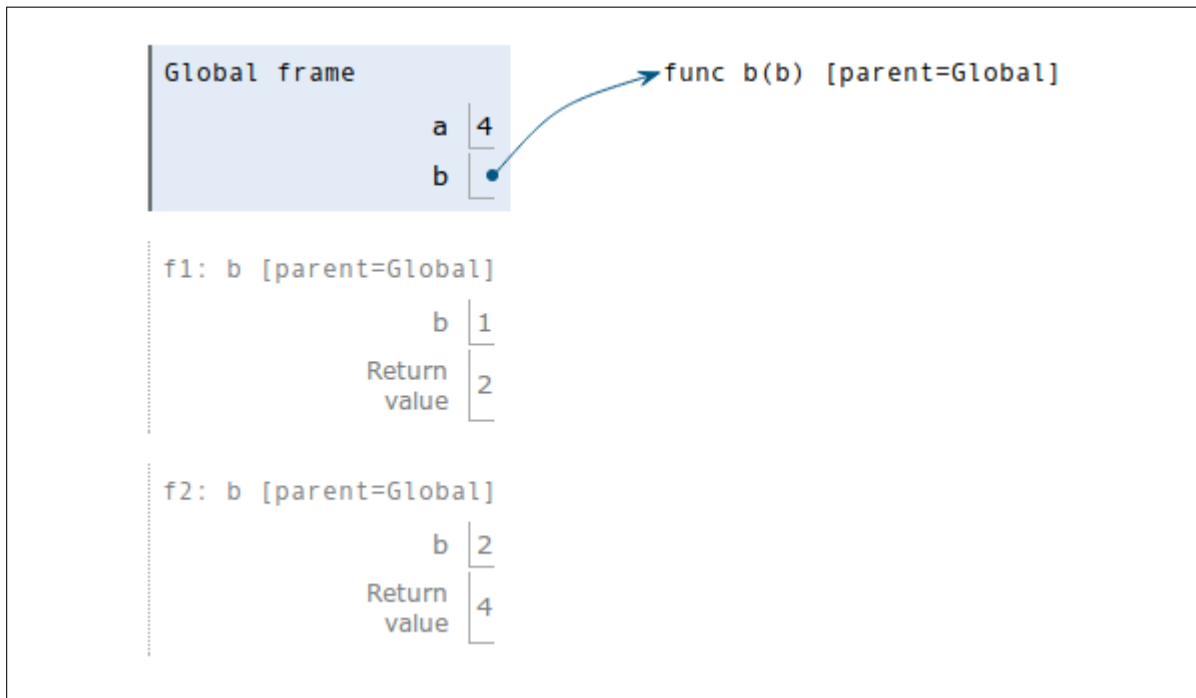 Global frame
func b(b) [parent=Global]
a 4
b
f1: b [parent=Global]
b 1
Return
value 2
f2: b [parent=Global]
b 2
Return
value 4